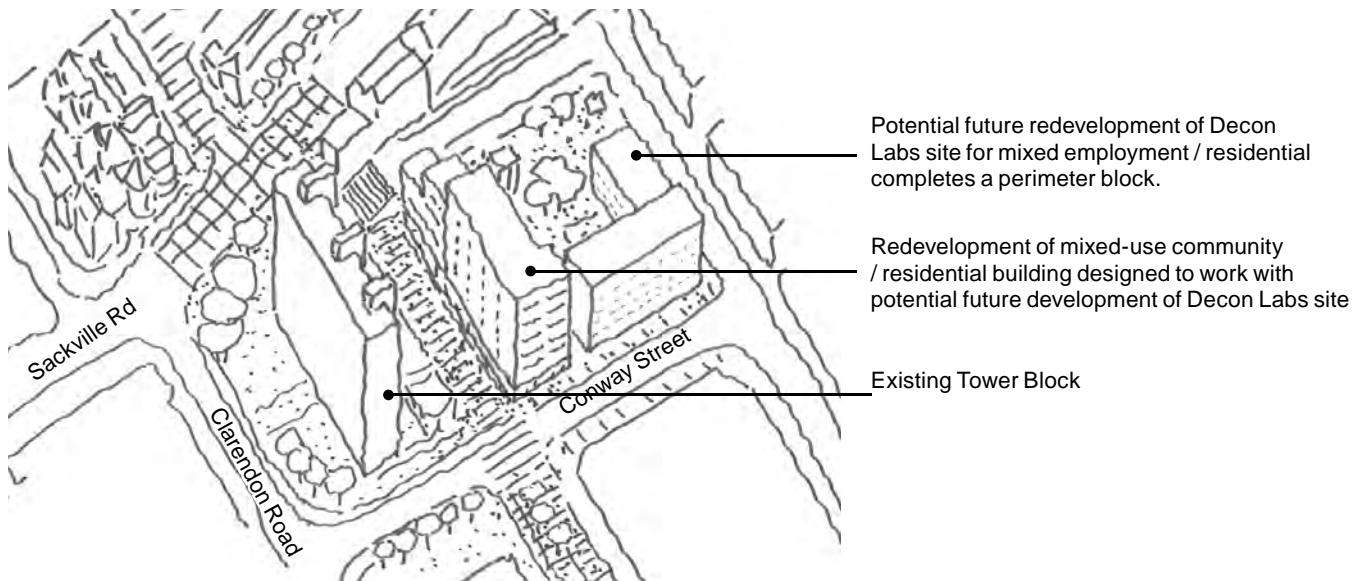 Potential future redevelopment of Decon
Labs site for mixed employment / residential
completes a perimeter block.
Redevelopment of mixed-use community
/ residential building designed to work with
potential future development of Decon Labs site
Existing Tower Block
Sackville Rd
Clarendon Road
Conway Street